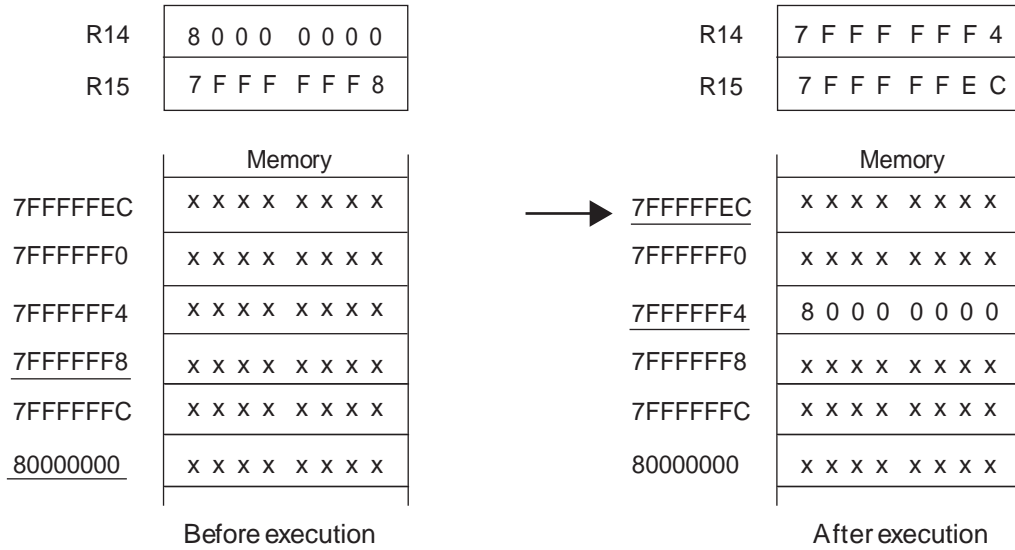 R14 8 0 0 0 0 0 0 0
R15 7 F F F F F F 8
Memory
7FFFFFEC x x x x x x x x
7FFFFFF0 x x x x x x x x
7FFFFFF4 x x x x x x x x
7FFFFFF8 x x x x x x x x
7FFFFFFC x x x x x x x x
80000000 x x x x x x x x
Before execution
R14 7 F F F F F F 4
R15 7 F F F F F E C
Memory
7FFFFFEC x x x x x x x x
7FFFFFF0 x x x x x x x x
7FFFFFF4 8 0 0 0 0 0 0 0
7FFFFFF8 x x x x x x x x
7FFFFFFC x x x x x x x x
80000000 x x x x x x x x
After execution